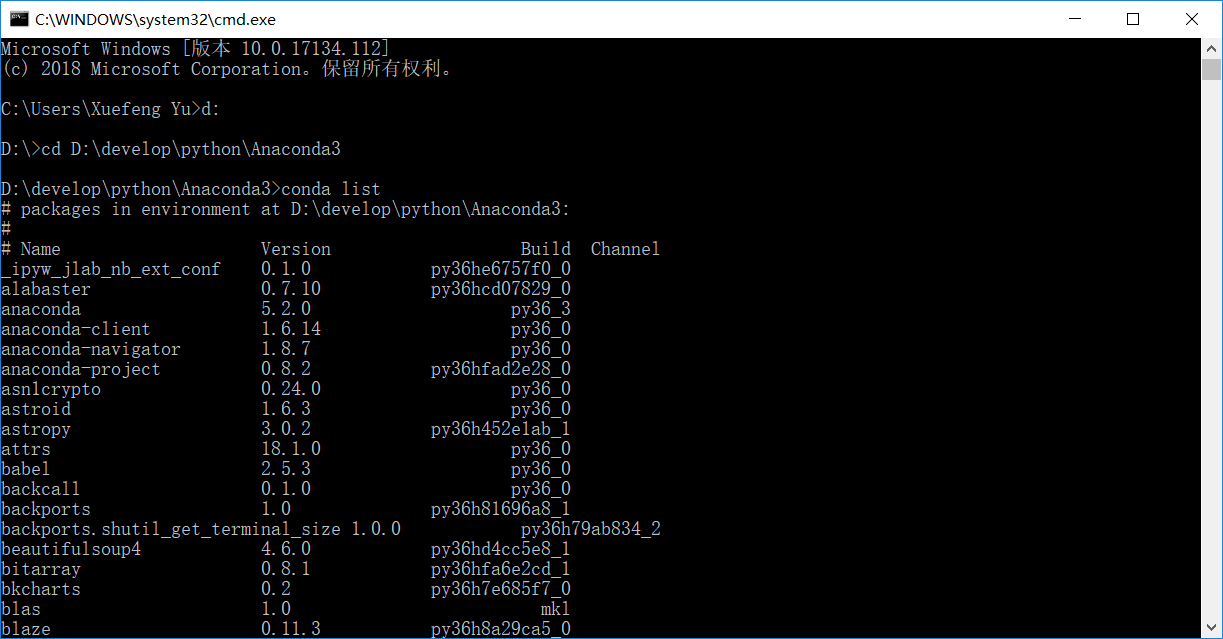 C:\WINDOWS\system32\cmd.exe
Microsoft Windows [版本 10.0.17134.112]
(c) 2018 Microsoft Corporation。保留所有权利。
C:\Users\Xuefeng Yu>d:
D:\>cd D:\develop\python\Anaconda3
D:\develop\python\Anaconda3>conda list
# packages in environment at D:\develop\python\Anaconda3:
#
# Name                    Version                   Build  Channel
_ipyw_jlab_nb_ext_conf    0.1.0            py36he6757f0_0
alabaster                 0.7.10           py36hcd07829_0
anaconda                  5.2.0                    py36_3
anaconda-client           1.6.14                   py36_0
anaconda-navigator        1.8.7                    py36_0
anaconda-project          0.8.2            py36hfad2e28_0
asn1crypto                0.24.0                   py36_0
astroid                   1.6.3                    py36_0
astropy                   3.0.2            py36h452e1ab_1
attrs                     18.1.0                   py36_0
babel                     2.5.3                    py36_0
backcall                  0.1.0                    py36_0
backports                 1.0              py36h81696a8_1
backports.shutil_get_terminal_size 1.0.0            py36h79ab834_2
beautifulsoup4            4.6.0            py36hd4cc5e8_1
bitarray                  0.8.1            py36hfa6e2cd_1
bkcharts                  0.2              py36h7e685f7_0
blas                      1.0                         mkl
blaze                     0.11.3           py36h8a29ca5_0